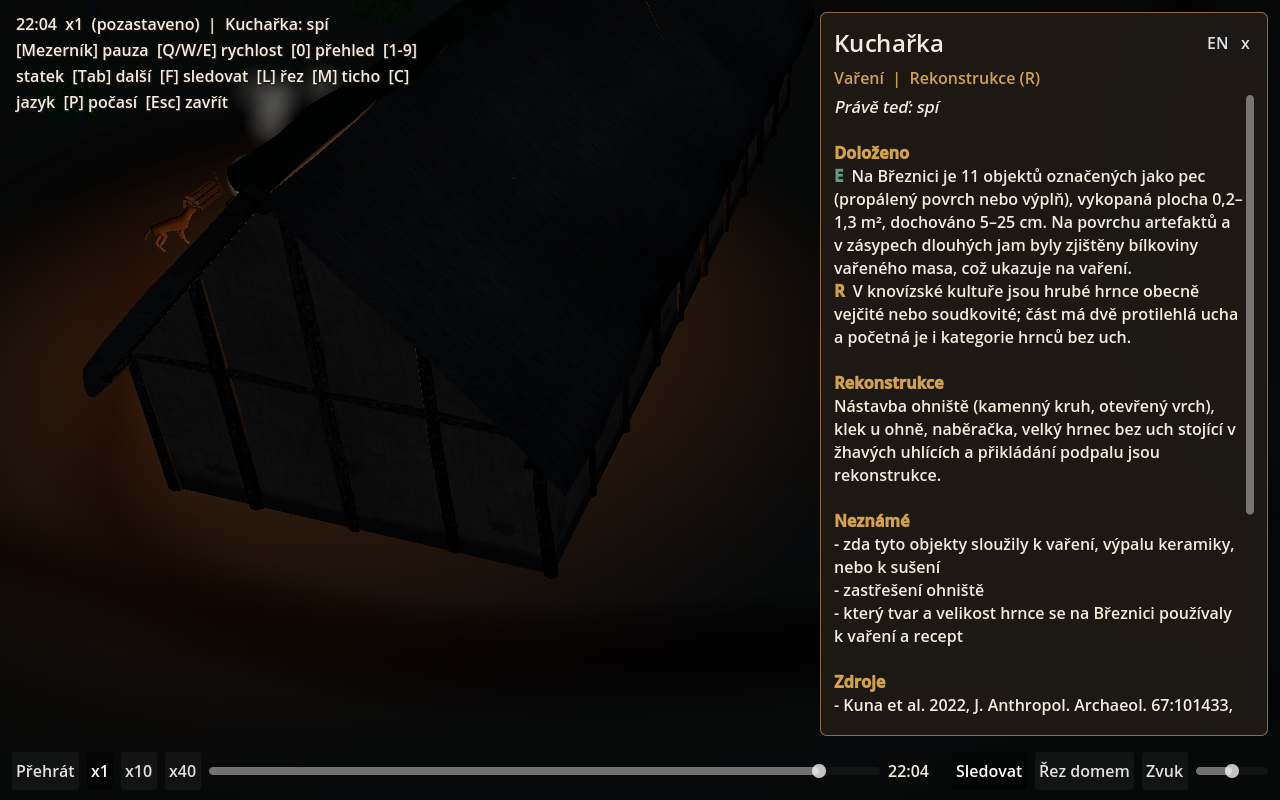 22:04  x1  (pozastaveno)  |  Kuchařka: spí
[Mezerník] pauza  [Q/W/E] rychlost  [0] přehled  [1-9]
statek  [Tab] další  [F] sledovat  [L] řez  [M] ticho  [C]
jazyk  [P] počasí  [Esc] zavřít
Kuchařka
EN  x
Vaření  |  Rekonstrukce (R)
Právě teď: spí
Doloženo
E  Na Březnici je 11 objektů označených jako pec
(propálený povrch nebo výplň), vykopaná plocha 0,2–
1,3 m², dochováno 5–25 cm. Na povrchu artefaktů a
v zásypech dlouhých jam byly zjištěny bílkoviny
vařeného masa, což ukazuje na vaření.
R  V knovízské kultuře jsou hrubé hrnce obecně
vejčité nebo soudkovité; část má dvě protilehlá ucha
a početná je i kategorie hrnců bez uch.
Rekonstrukce
Nástavba ohniště (kamenný kruh, otevřený vrch),
klek u ohně, naběračka, velký hrnec bez uch stojící v
žhavých uhlících a přikládání podpalu jsou
rekonstrukce.
Neznámé
- zda tyto objekty sloužily k vaření, výpalu keramiky,
nebo k sušení
- zastřešení ohniště
- který tvar a velikost hrnce se na Březnici používaly
k vaření a recept
Zdroje
- Kuna et al. 2022, J. Anthropol. Archaeol. 67:101433,
Přehrát  x1  x10  x40  22:04  Sledovat  Řez domem  Zvuk